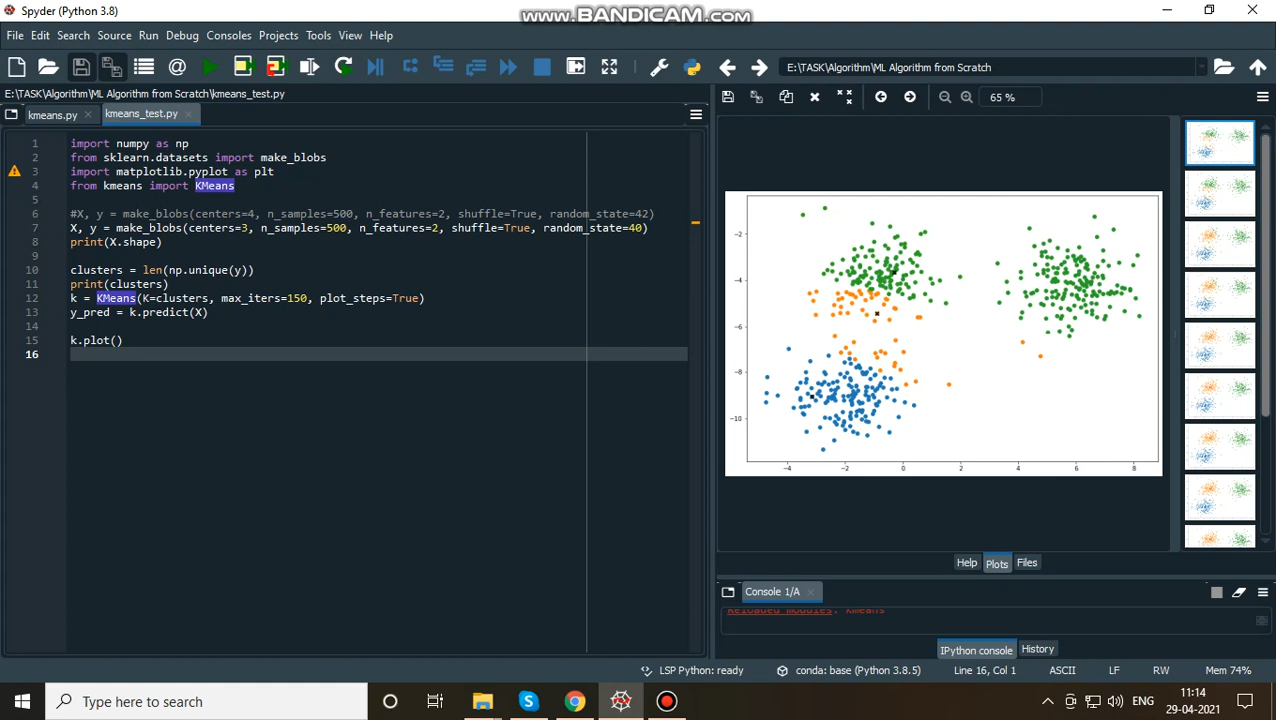 Spyder (Python 3.8)
www.BANDICAM.com
File Edit Search Source Run Debug Consoles Projects Tools View Help
E:\TASK\Algorithm\ML Algorithm from Scratch
E:\TASK\Algorithm\ML Algorithm from Scratch\kmeans_test.py
kmeans.py
kmeans_test.py
65 %
1 import numpy as np
2 from sklearn.datasets import make_blobs
3 import matplotlib.pyplot as plt
4 from kmeans import KMeans
5
6 #X, y = make_blobs(centers=4, n_samples=500, n_features=2, shuffle=True, random_state=42)
7 X, y = make_blobs(centers=3, n_samples=500, n_features=2, shuffle=True, random_state=40)
8 print(X.shape)
9
10 clusters = len(np.unique(y))
11 print(clusters)
12 k = KMeans(K=clusters, max_iters=150, plot_steps=True)
13 y_pred = k.predict(X)
14
15 k.plot()
16
−2
−4
−6
−8
−10
−4 −2 0 2 4 6 8
Help Plots Files
Console 1/A
Reloaded modules: kmeans
IPython console History
LSP Python: ready conda: base (Python 3.8.5) Line 16, Col 1 ASCII LF RW Mem 74%
Type here to search
ENG
11:14
29-04-2021